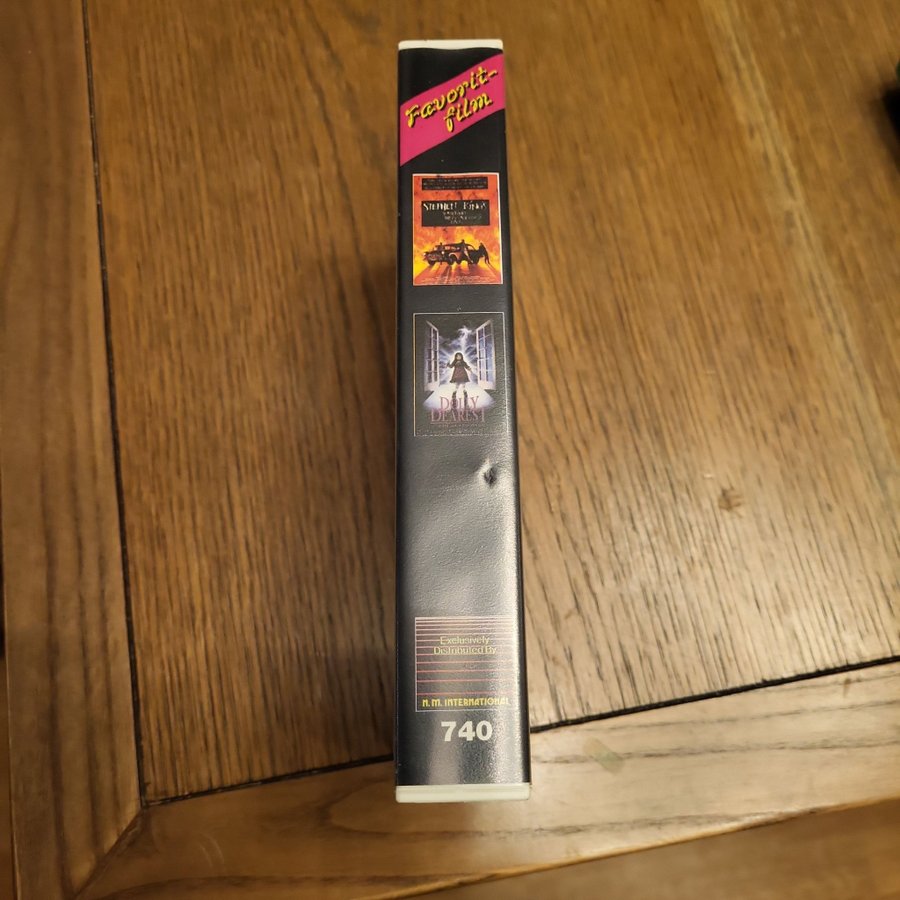 Favorit-
film
STEPHEN KING'S
DOLLY
DEAREST
Exclusively
Distributed By
N. M. INTERNATIONAL
740